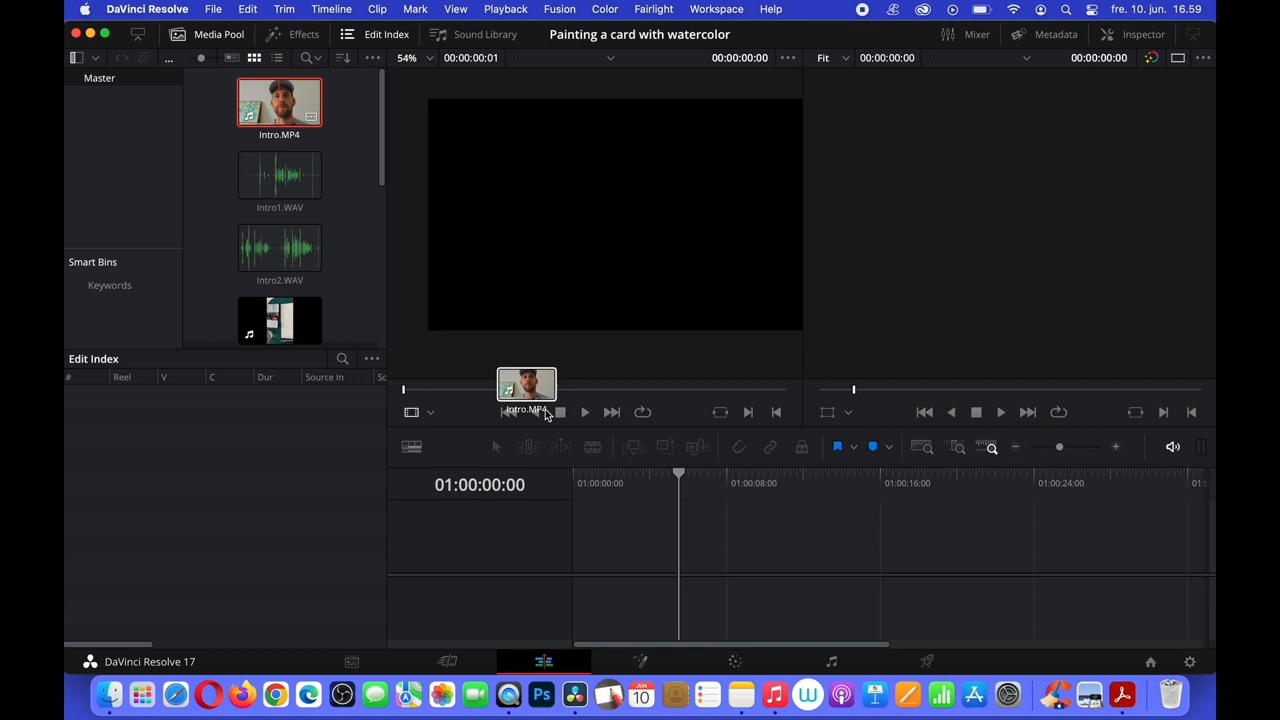 DaVinci Resolve File Edit Trim Timeline Clip Mark View Playback Fusion Color Fairlight Workspace Help fre. 10. jun. 16.59
Media Pool Effects Edit Index Sound Library Painting a card with watercolor Mixer Metadata Inspector
... 54% 00:00:00:01 00:00:00:00 ••• Fit 00:00:00:00 00:00:00:00 •••
Master
Intro.MP4
Intro1.WAV
Smart Bins
Intro2.WAV
Keywords
Edit Index
# Reel V C Dur Source In
Intro.MP4
01:00:00:00 01:00:00:00 01:00:08:00 01:00:16:00 01:00:24:00
DaVinci Resolve 17
JUN
10
Ps